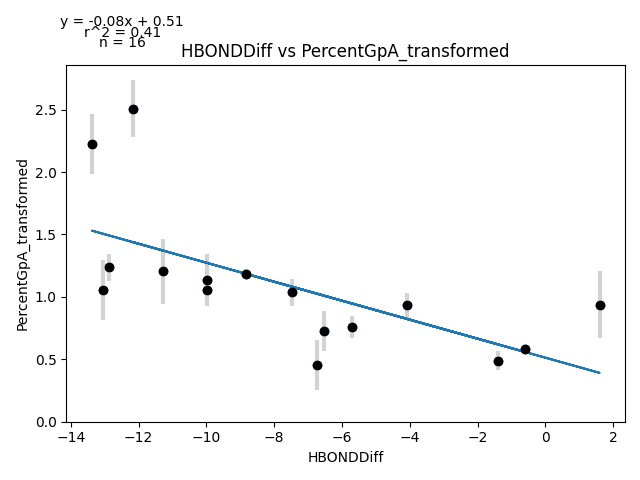 y = -0.08x + 0.51
r^2 = 0.41
n = 16
HBONDDiff vs PercentGpA_transformed
PercentGpA_transformed
2.5
2.0
1.5
1.0
0.5
0.0
−14
−12
−10
−8
−6
−4
−2
0
2
HBONDDiff